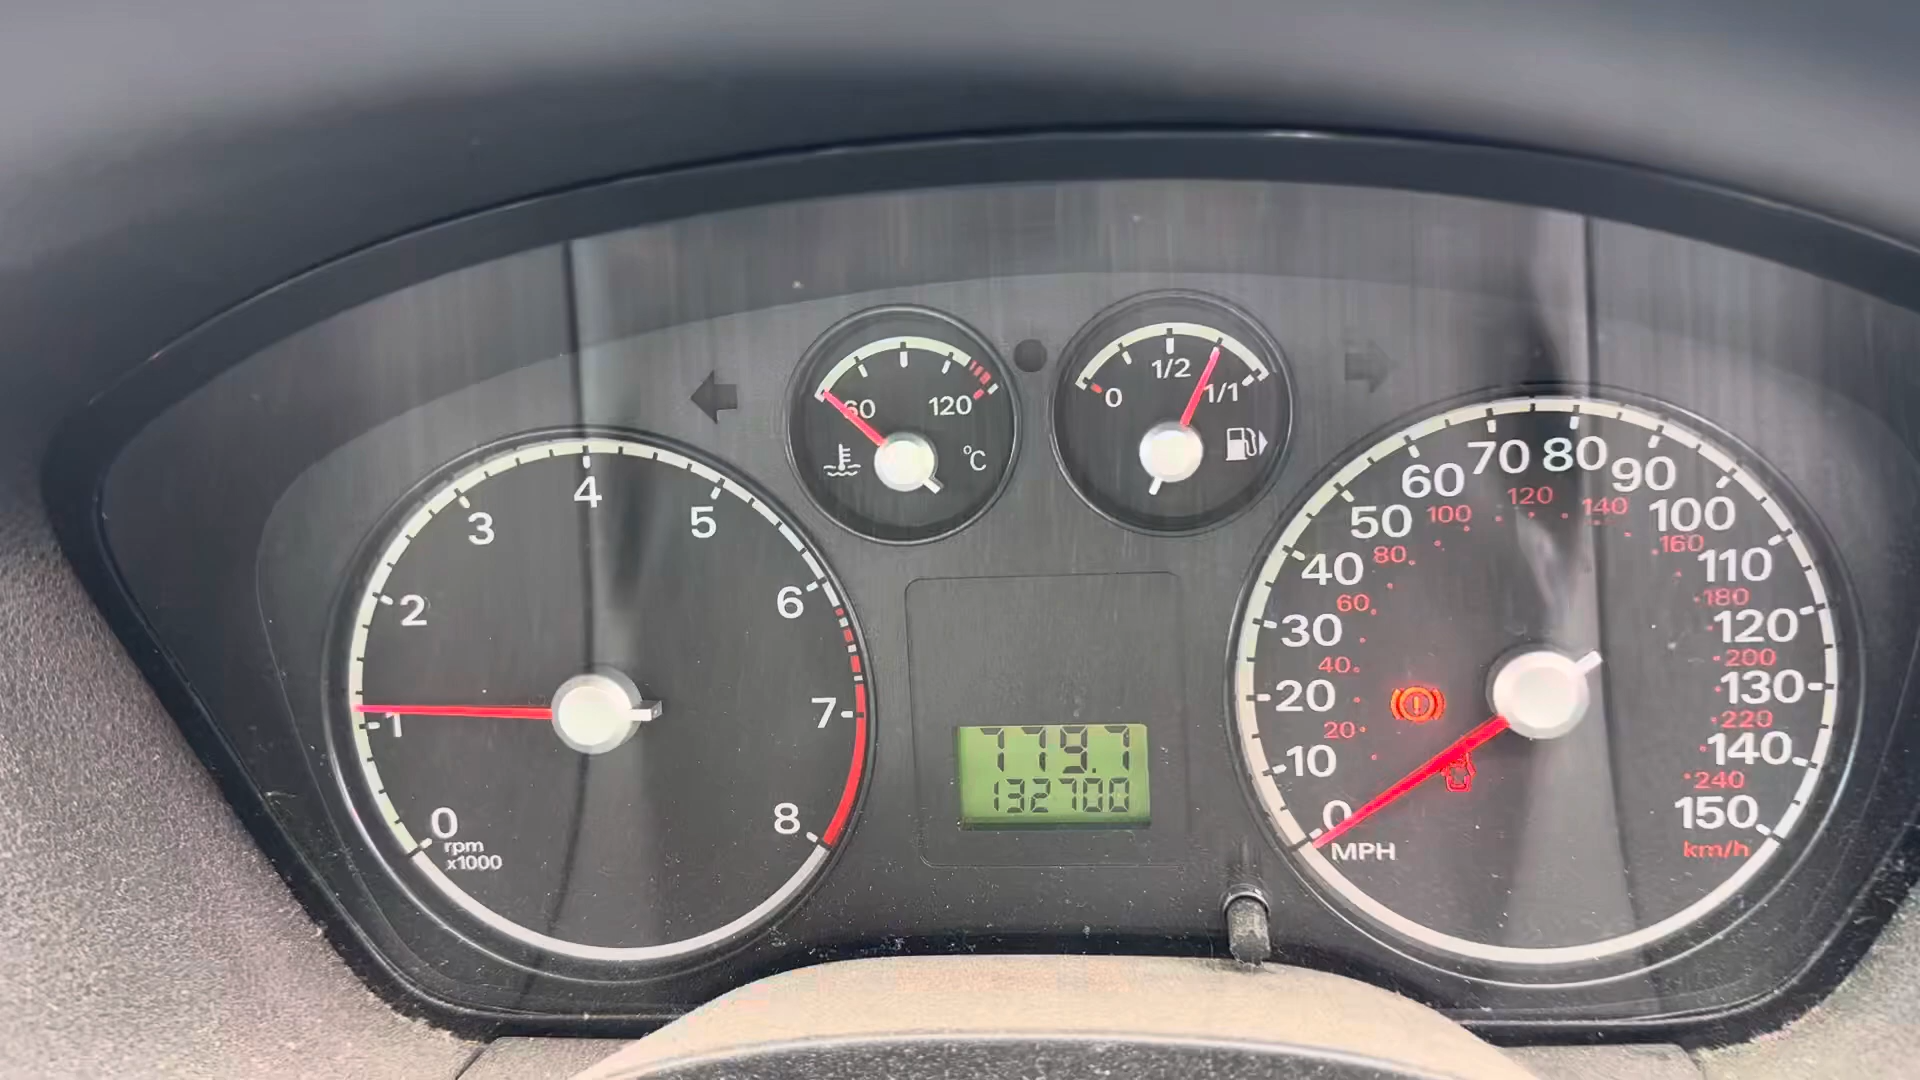 0 1 2 3 4 5 6 7 8
rpm
x1000
60 120
°C
0 1/2 1/1
779.7
132700
0 10 20 30 40 50 60 70 80 90 100 110 120 130 140 150
MPH
20 40 60 80 100 120 140 160 180 200 220 240
km/h